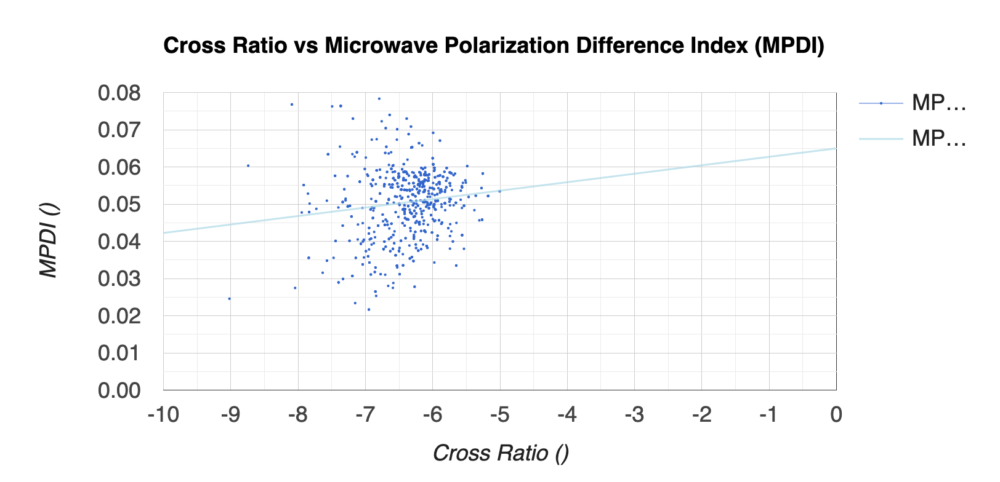 Cross Ratio vs Microwave Polarization Difference Index (MPDI)
0.08
0.07
0.06
0.05
0.04
0.03
0.02
0.01
0.00
MPDI ()
-10 -9 -8 -7 -6 -5 -4 -3 -2 -1 0
Cross Ratio ()
MP...
MP...